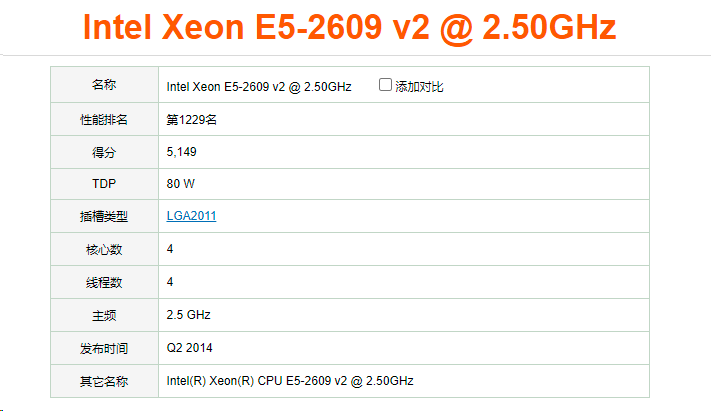 Intel Xeon E5-2609 v2 @ 2.50GHz
名称 Intel Xeon E5-2609 v2 @ 2.50GHz 添加对比
性能排名 第1229名
得分 5,149
TDP 80 W
插槽类型 LGA2011
核心数 4
线程数 4
主频 2.5 GHz
发布时间 Q2 2014
其它名称 Intel(R) Xeon(R) CPU E5-2609 v2 @ 2.50GHz